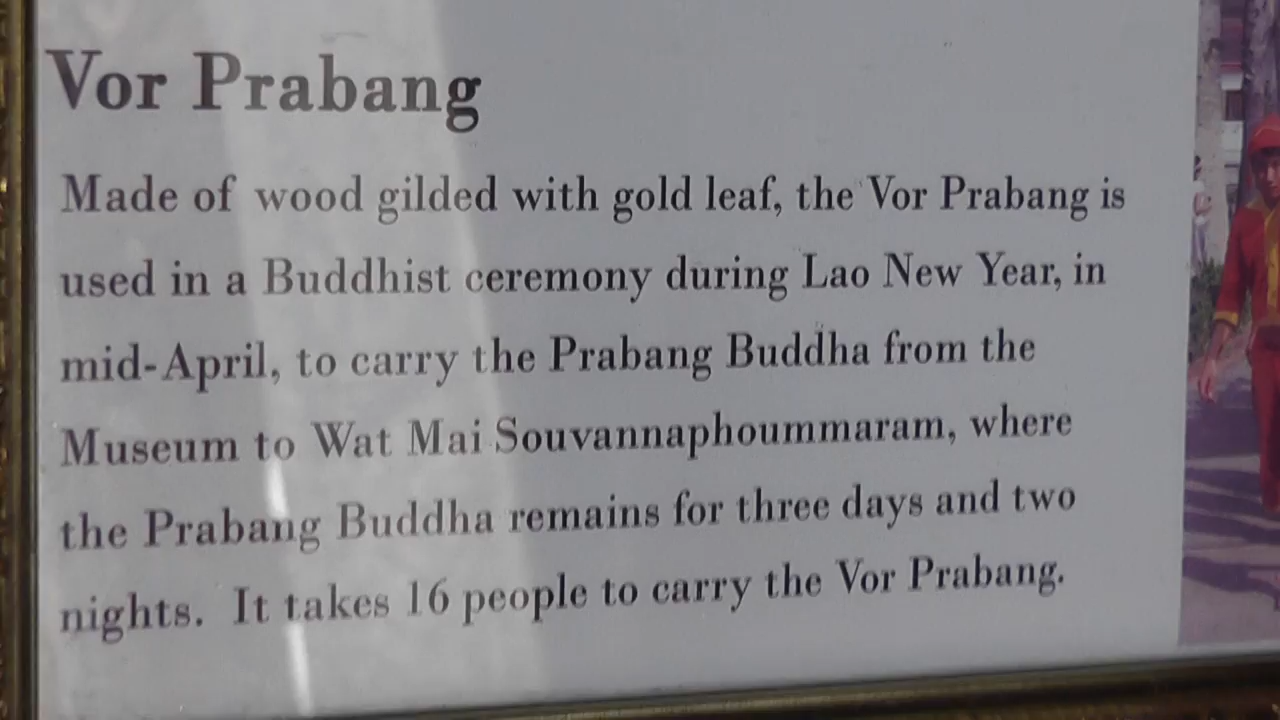 Vor Prabang
Made of wood gilded with gold leaf, the Vor Prabang is
used in a Buddhist ceremony during Lao New Year, in
mid-April, to carry the Prabang Buddha from the
Museum to Wat Mai Souvannaphoummaram, where
the Prabang Buddha remains for three days and two
nights. It takes 16 people to carry the Vor Prabang.